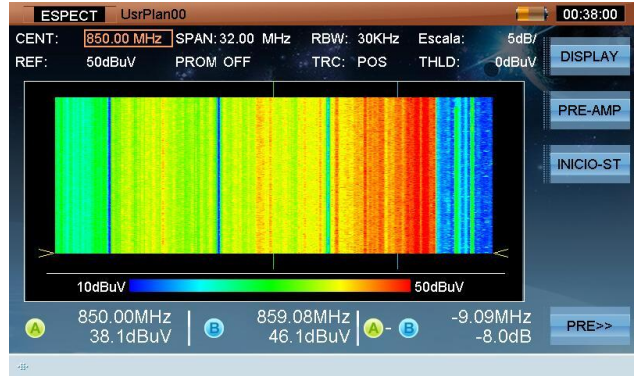 ESPECT UsrPlan00 00:38:00
CENT: 850.00 MHz SPAN: 32.00 MHz RBW: 30KHz Escala: 5dB/
REF: 50dBuV PROM OFF TRC: POS THLD: 0dBuV
DISPLAY
PRE-AMP
INICIO-ST
10dBuV 50dBuV
A 850.00MHz B 859.08MHz A - B -9.09MHz
38.1dBuV 46.1dBuV -8.0dB
PRE>>